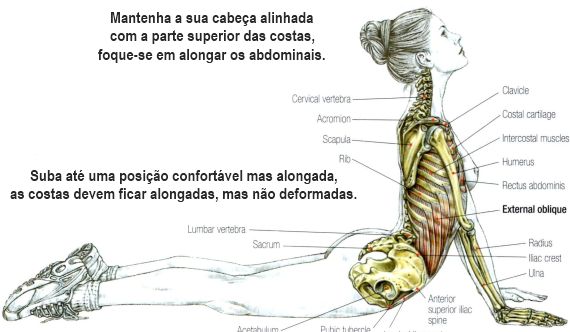 Mantenha a sua cabeça alinhada
com a parte superior das costas,
foque-se em alongar os abdominais.
Cervical vertebra
Acromion
Scapula
Rib
Clavicle
Costal cartilage
Intercostal muscles
Humerus
Rectus abdominis
External oblique
Suba até uma posição confortável mas alongada,
as costas devem ficar alongadas, mas não deformadas.
Lumbar vertebra
Sacrum
Radius
Iliac crest
Ulna
Anterior
superior iliac
spine
Acetabulum
Pubic tubercle